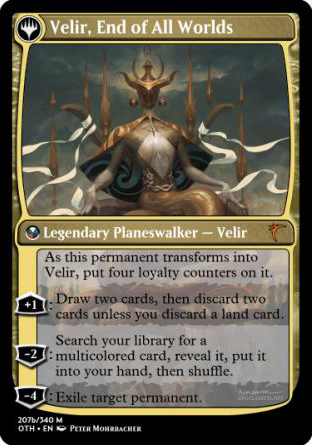 Velir, End of All Worlds
Legendary Planeswalker — Velir
As this permanent transforms into
Velir, put four loyalty counters on it.
+1: Draw two cards, then discard two
cards unless you discard a land card.
-2: Search your library for a
multicolored card, reveal it, put it
into your hand, then shuffle.
-4: Exile target permanent.
207b/340 M
OTH • EN Peter Mohrbacher